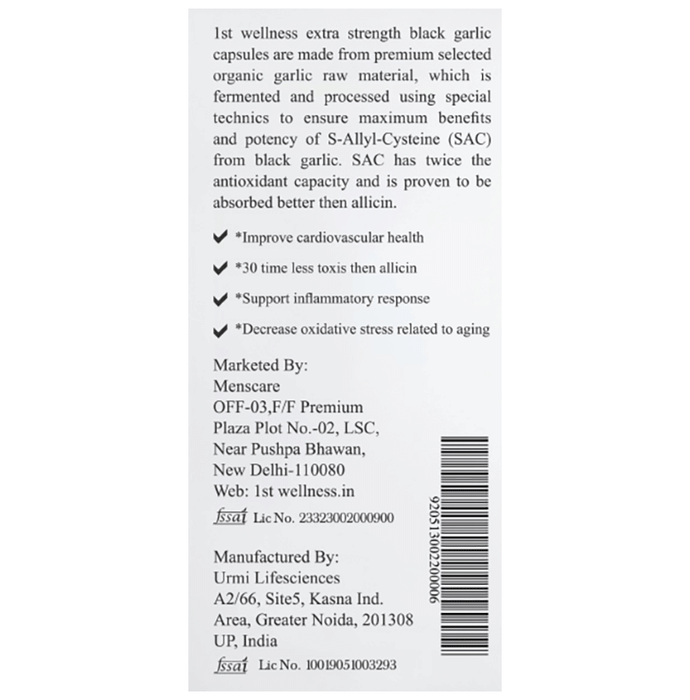 1st wellness extra strength black garlic
capsules are made from premium selected
organic garlic raw material, which is
fermented and processed using special
technics to ensure maximum benefits
and potency of S-Allyl-Cysteine (SAC)
from black garlic. SAC has twice the
antioxidant capacity and is proven to be
absorbed better then allicin.
*Improve cardiovascular health
*30 time less toxis then allicin
*Support inflammatory response
*Decrease oxidative stress related to aging
Marketed By:
Menscare
OFF-03,F/F Premium
Plaza Plot No.-02, LSC,
Near Pushpa Bhawan,
New Delhi-110080
Web: 1st wellness.in
fssai Lic No. 23323002000900
Manufactured By:
Urmi Lifesciences
A2/66, Site5, Kasna Ind.
Area, Greater Noida, 201308
UP, India
fssai Lic No. 10019051003293
920513002200006